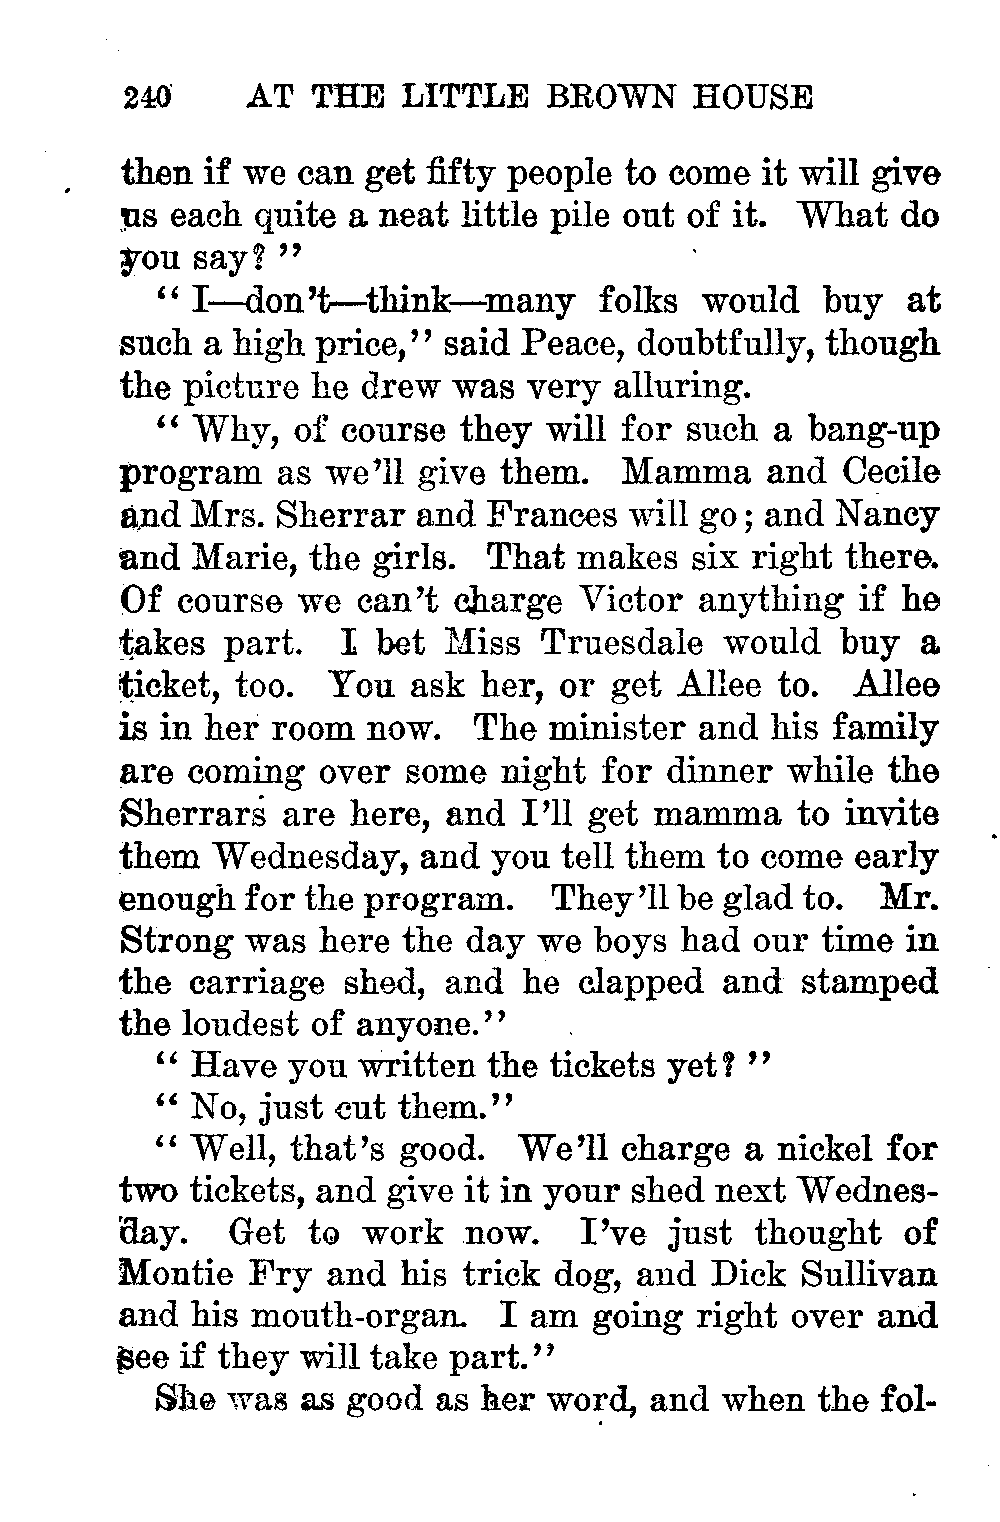 240 AT THE LITTLE BROWN HOUSE
then if we can get fifty people to come it will give
us each quite a neat little pile out of it. What do
you say? ”
“ I—don’t—think—many folks would buy at
such a high price,” said Peace, doubtfully, though
the picture he drew was very alluring.
“ Why, of course they will for such a bang-up
program as we’ll give them. Mamma and Cecile
and Mrs. Sherrar and Frances will go; and Nancy
and Marie, the girls. That makes six right there.
Of course we can’t charge Victor anything if he
takes part. I bet Miss Truesdale would buy a
ticket, too. You ask her, or get Allee to. Allee
is in her room now. The minister and his family
are coming over some night for dinner while the
Sherrars are here, and I’ll get mamma to invite
them Wednesday, and you tell them to come early
enough for the program. They’ll be glad to. Mr.
Strong was here the day we boys had our time in
the carriage shed, and he clapped and stamped
the loudest of anyone.”
“ Have you written the tickets yet? ”
“ No, just cut them.”
“ Well, that’s good. We’ll charge a nickel for
two tickets, and give it in your shed next Wednes-
day. Get to work now. I’ve just thought of
Montie Fry and his trick dog, and Dick Sullivan
and his mouth-organ. I am going right over and
see if they will take part.”
She was as good as her word, and when the fol-